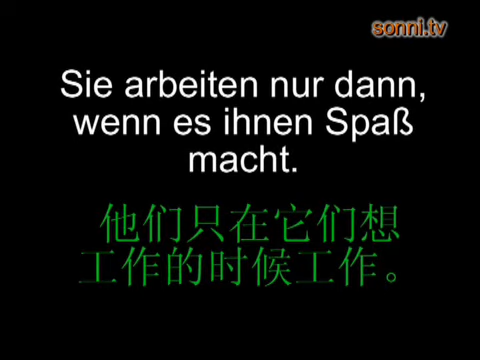 sonni.tv
Sie arbeiten nur dann,
wenn es ihnen Spaß
macht.
他们只在它们想
工作的时候工作。